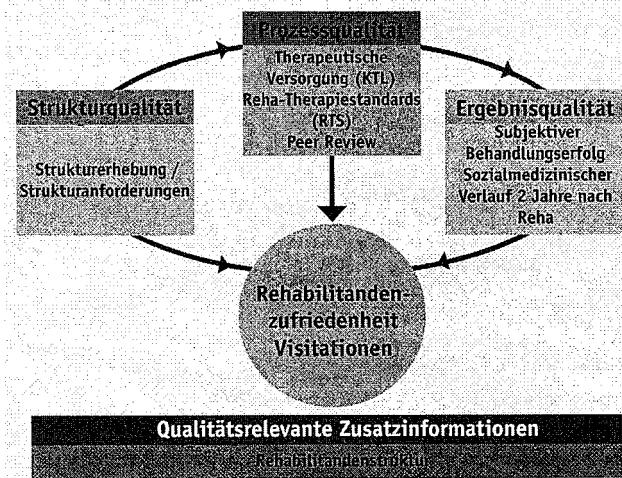 Prozessqualität
Therapeutische
Versorgung (KTL)
Reha-Therapiestandards
(RTS)
Peer Review
Strukturqualität
Strukturerhebung /
Strukturanforderungen
Ergebnisqualität
Subjektiver
Behandlungserfolg
Sozialmedizinischer
Verlauf 2 Jahre nach
Reha
Rehabilitanden-
zufriedenheit
Visitationen
Qualitätsrelevante Zusatzinformationen
Rehabilitandenstruktur